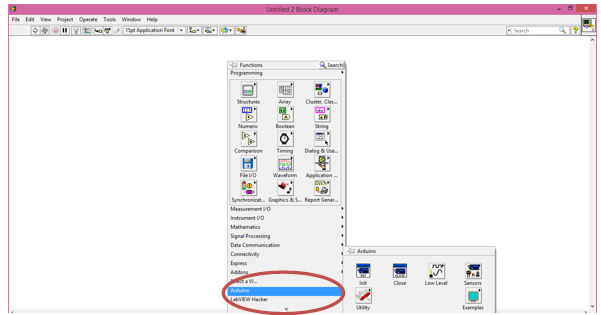 Untitled 2 Block Diagram
File Edit View Project Operate Tools Window Help
15pt Application Font
Search
Functions
Search
Programming
Structures Array Cluster, Clas...
Numeric Boolean String
Comparison Timing Dialog & Use...
File I/O Waveform Application ...
Synchronizat... Graphics & S... Report Gener...
Measurement I/O
Instrument I/O
Mathematics
Signal Processing
Data Communication
Connectivity
Express
Addons
Select a VI...
Arduino
LabVIEW Hacker
Arduino
Init Close Low Level Sensors
Utility Examples